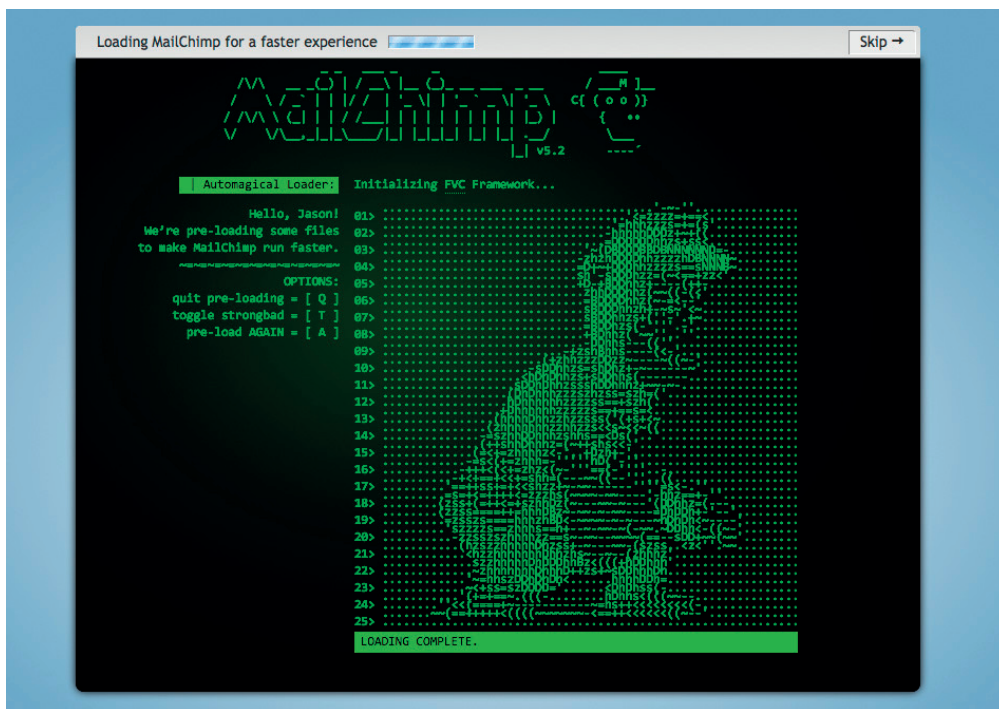 Loading MailChimp for a faster experience
Skip →
MailChimp
v5.2
| Automagical Loader:
Initializing FVC Framework...
Hello, Jason!
We're pre-loading some files
to make MailChimp run faster.
OPTIONS:
quit pre-loading = [ Q ]
toggle strongbad = [ T ]
pre-load AGAIN = [ A ]
01>
02>
03>
04>
05>
06>
07>
08>
09>
10>
11>
12>
13>
14>
15>
16>
17>
18>
19>
20>
21>
22>
23>
24>
25>
LOADING COMPLETE.